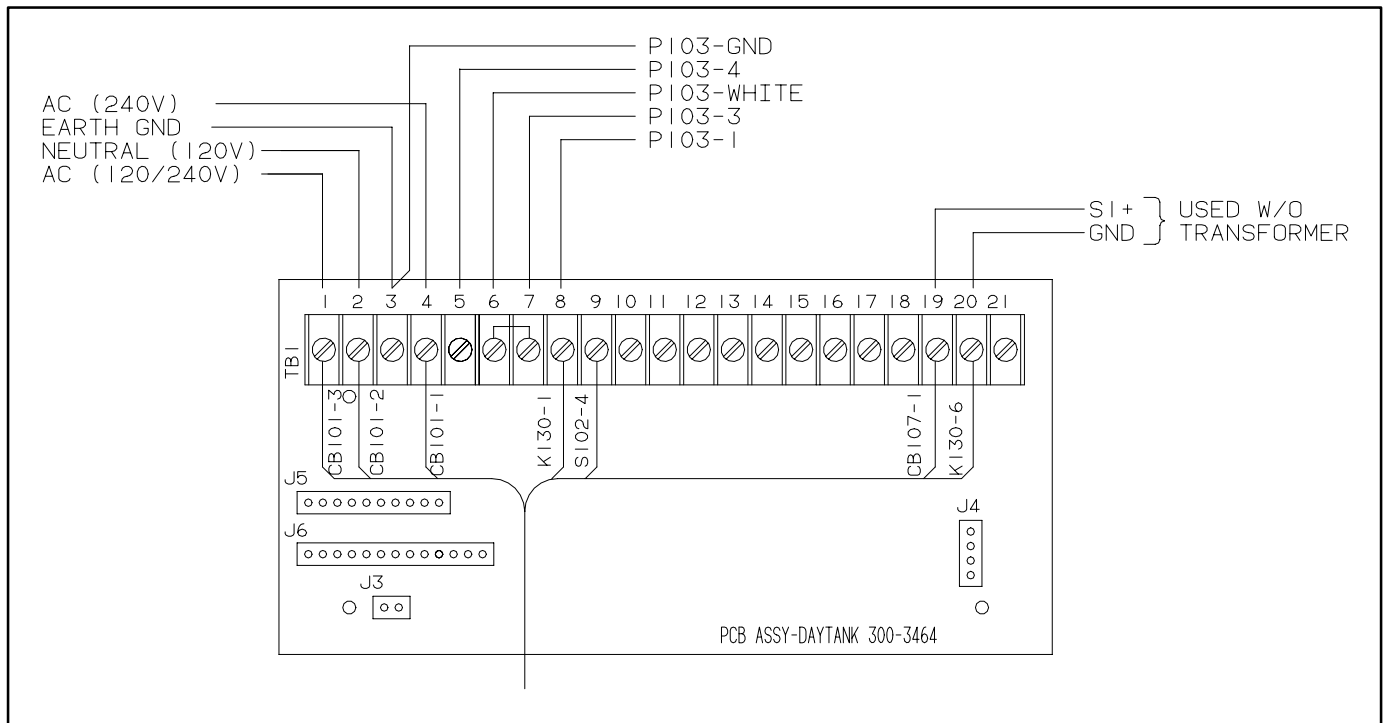 P103-GND
P103-4
P103-WHITE
P103-3
P103-1
AC (240V)
EARTH GND
NEUTRAL (120V)
AC (120/240V)
S1+
GND
USED W/O
TRANSFORMER
1 2 3 4 5 6 7 8 9 10 11 12 13 14 15 16 17 18 19 20 21
TB1
CB101-3
CB101-2
CB101-1
K130-1
S102-4
CB107-1
K130-6
J5
J6
J3
J4
PCB ASSY-DAYTANK 300-3464